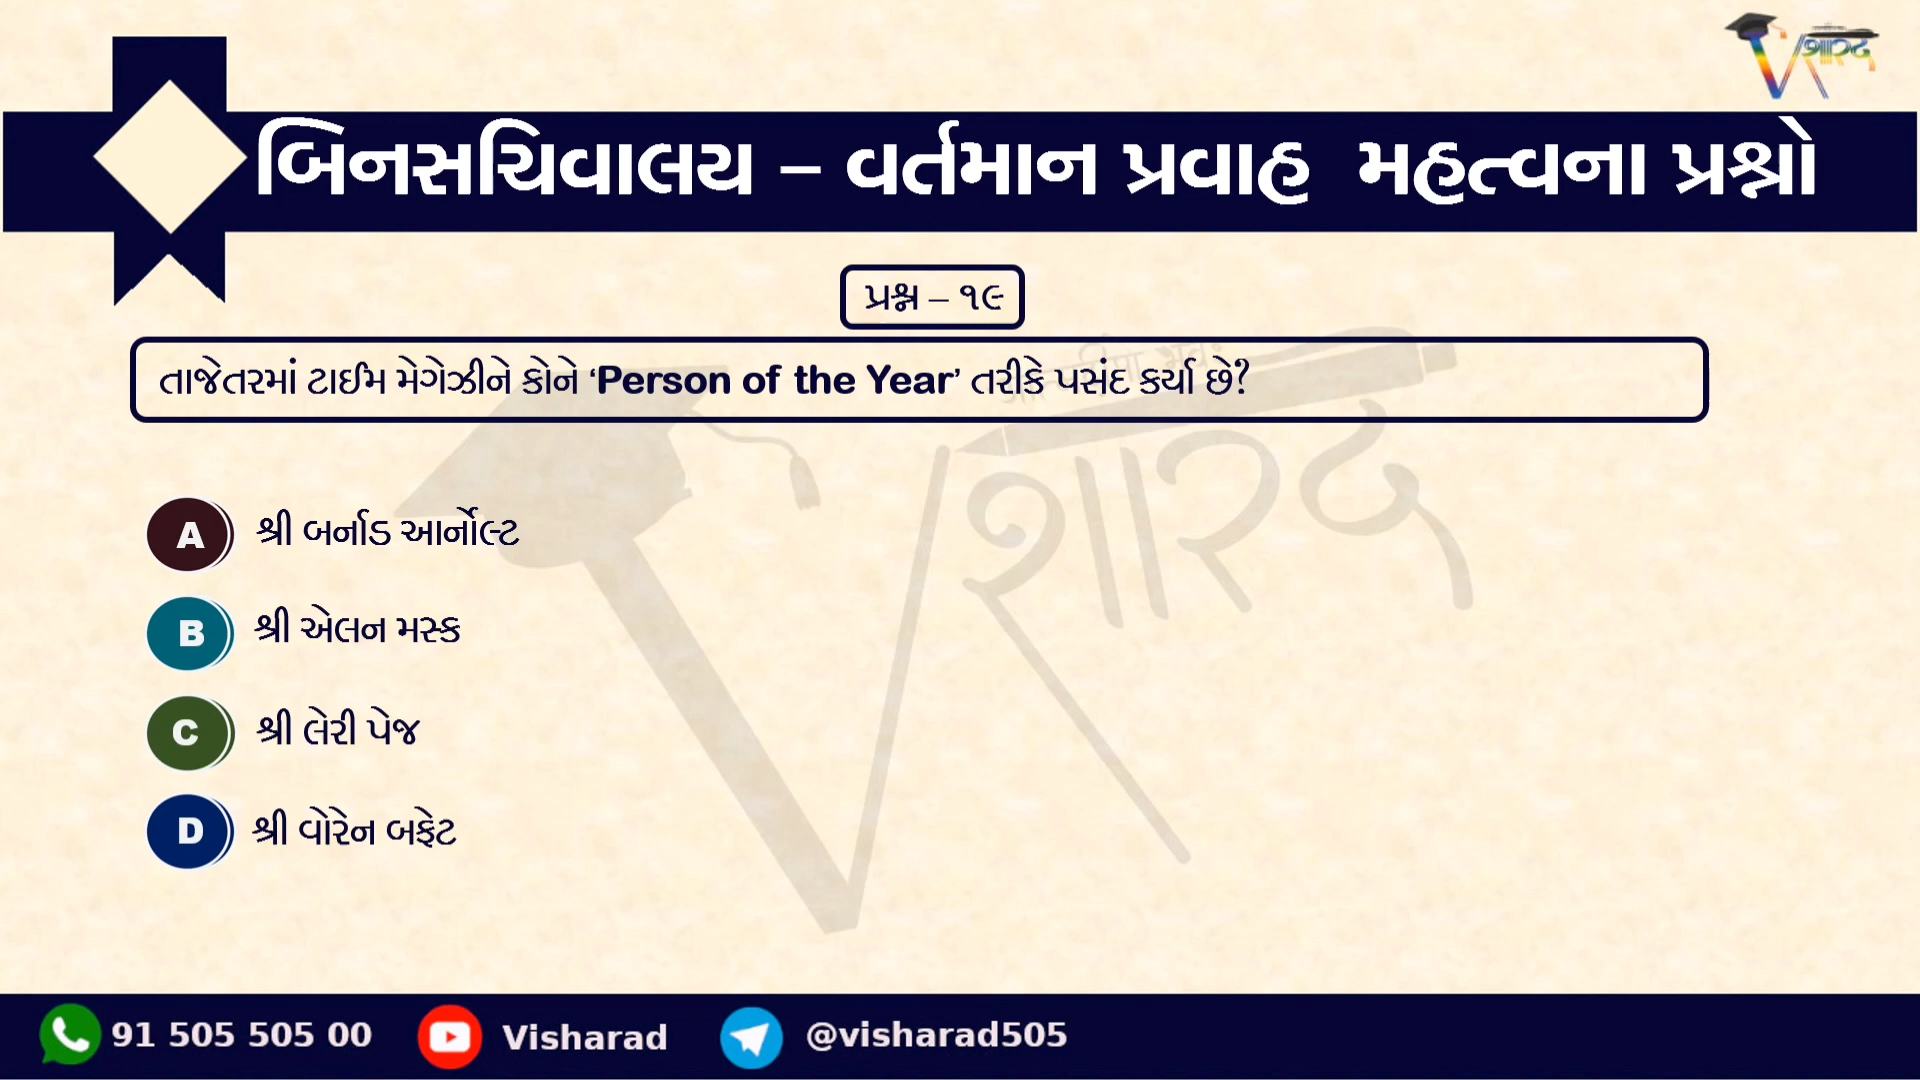 વિશારદ
બિનસચિવાલય – વર્તમાન પ્રવાહ મહત્વના પ્રશ્નો
પ્રશ્ન – ૧૯
તાજેતરમાં ટાઈમ મેગેઝીને કોને ‘Person of the Year’ તરીકે પસંદ કર્યા છે?
A શ્રી બર્નાડ આર્નોલ્ટ
B શ્રી એલન મસ્ક
C શ્રી લેરી પેજ
D શ્રી વોરેન બફેટ
91 505 505 00 Visharad @visharad505